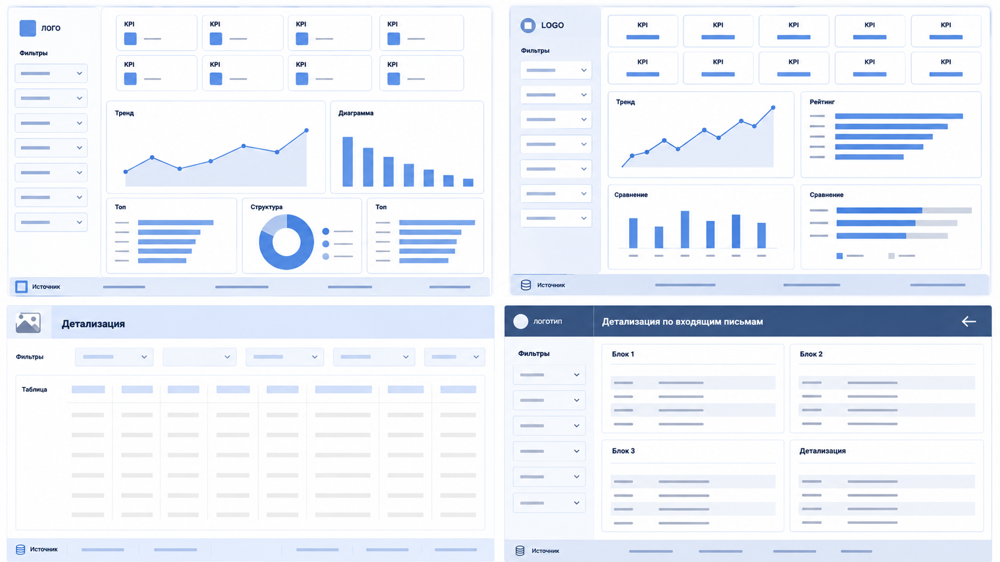 ЛОГО
Фильтры
KPI
KPI
KPI
KPI
KPI
KPI
KPI
KPI
Тренд
Диаграмма
Топ
Структура
Топ
Источник
LOGO
Фильтры
KPI
KPI
KPI
KPI
KPI
KPI
KPI
KPI
KPI
KPI
Тренд
Рейтинг
Сравнение
Сравнение
Источник
Детализация
Фильтры
Таблица
Источник
ЛОГОТИП
Детализация по входящим письмам
Фильтры
Блок 1
Блок 2
Блок 3
Детализация
Источник